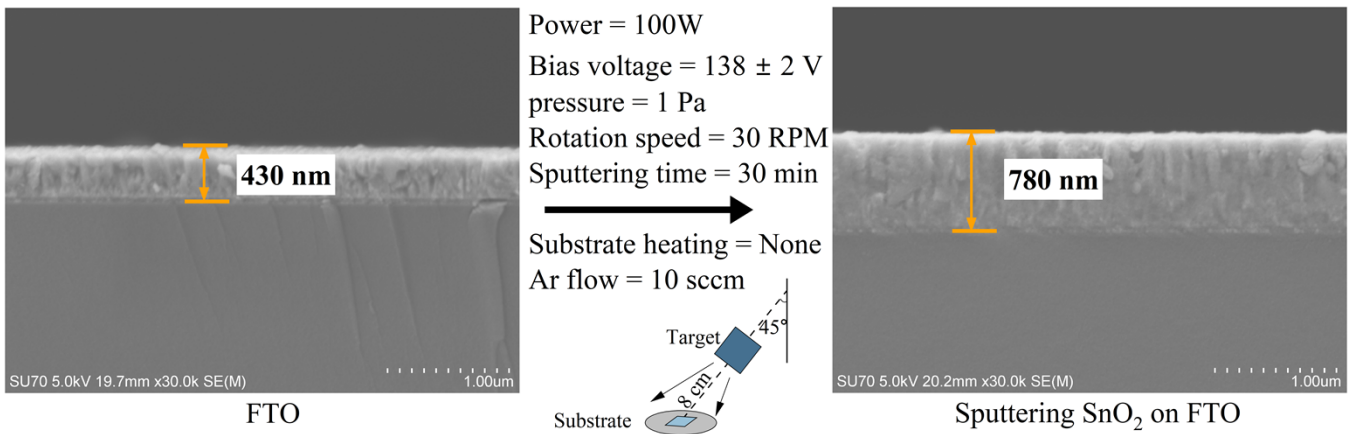 430 nm
SU70 5.0kV 19.7mm x30.0k SE(M)
1.00um
FTO
Power = 100W
Bias voltage = 138 ± 2 V
pressure = 1 Pa
Rotation speed = 30 RPM
Sputtering time = 30 min
Substrate heating = None
Ar flow = 10 sccm
45°
Target
8 cm
Substrate
780 nm
SU70 5.0kV 20.2mm x30.0k SE(M)
1.00um
Sputtering SnO₂ on FTO